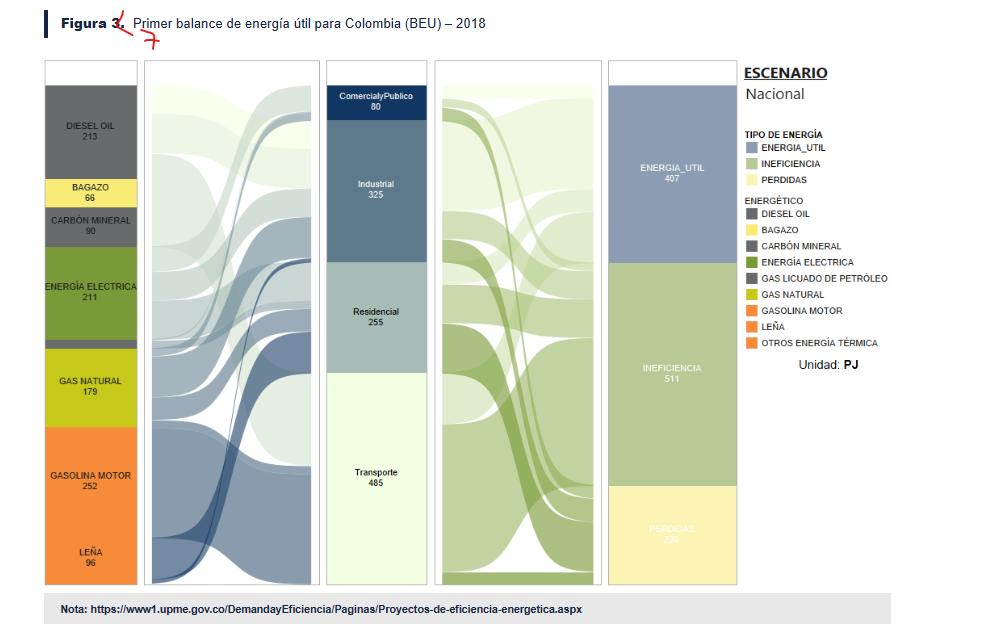 Figura 3. Primer balance de energía útil para Colombia (BEU) – 2018
7
DIESEL OIL
213
BAGAZO
66
CARBÓN MINERAL
90
ENERGÍA ELECTRICA
211
GAS NATURAL
179
GASOLINA MOTOR
252
LEÑA
96
ComercialyPublico
80
Industrial
325
Residencial
255
Transporte
485
ENERGIA_UTIL
407
INEFICIENCIA
511
PERDIDAS
ESCENARIO
Nacional
TIPO DE ENERGÍA
ENERGIA_UTIL
INEFICIENCIA
PERDIDAS
ENERGÉTICO
DIESEL OIL
BAGAZO
CARBÓN MINERAL
ENERGÍA ELECTRICA
GAS LICUADO DE PETRÓLEO
GAS NATURAL
GASOLINA MOTOR
LEÑA
OTROS ENERGÍA TÉRMICA
Unidad: PJ
Nota: https://www1.upme.gov.co/DemandayEficiencia/Paginas/Proyectos-de-eficiencia-energetica.aspx